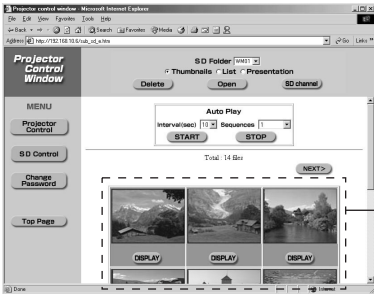 Projector control window - Microsoft Internet Explorer
File Edit View Favorites Tools Help
Back Search Favorites Media
Address http://192.168.10.6/sub_sd_e.htm Go Links
Projector
Control
Window
SD Folder WM01
Thumbnails List Presentation
Delete Open SD channel
MENU
Projector
Control
SD Control
Change
Password
Top Page
Auto Play
Interval(sec) 10 Sequences 1
START STOP
Total : 14 files
NEXT>
DISPLAY DISPLAY DISPLAY
Done Internet